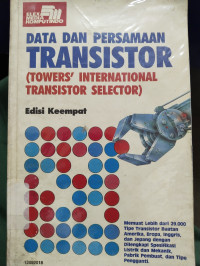 ELEX
MEDIA
KOMPUTINDO
DATA DAN PERSAMAAN
TRANSISTOR
(TOWERS' INTERNATIONAL
TRANSISTOR SELECTOR)
Edisi Keempat
Memuat Lebih dari 29.000
Tipe Transistor Buatan
Amerika, Eropa, Inggris,
dan Jepang dengan
Dilengkapi Spesifikasi
Listrik dan Mekanis,
Pabrik Pembuat, dan Tipe
Pengganti.